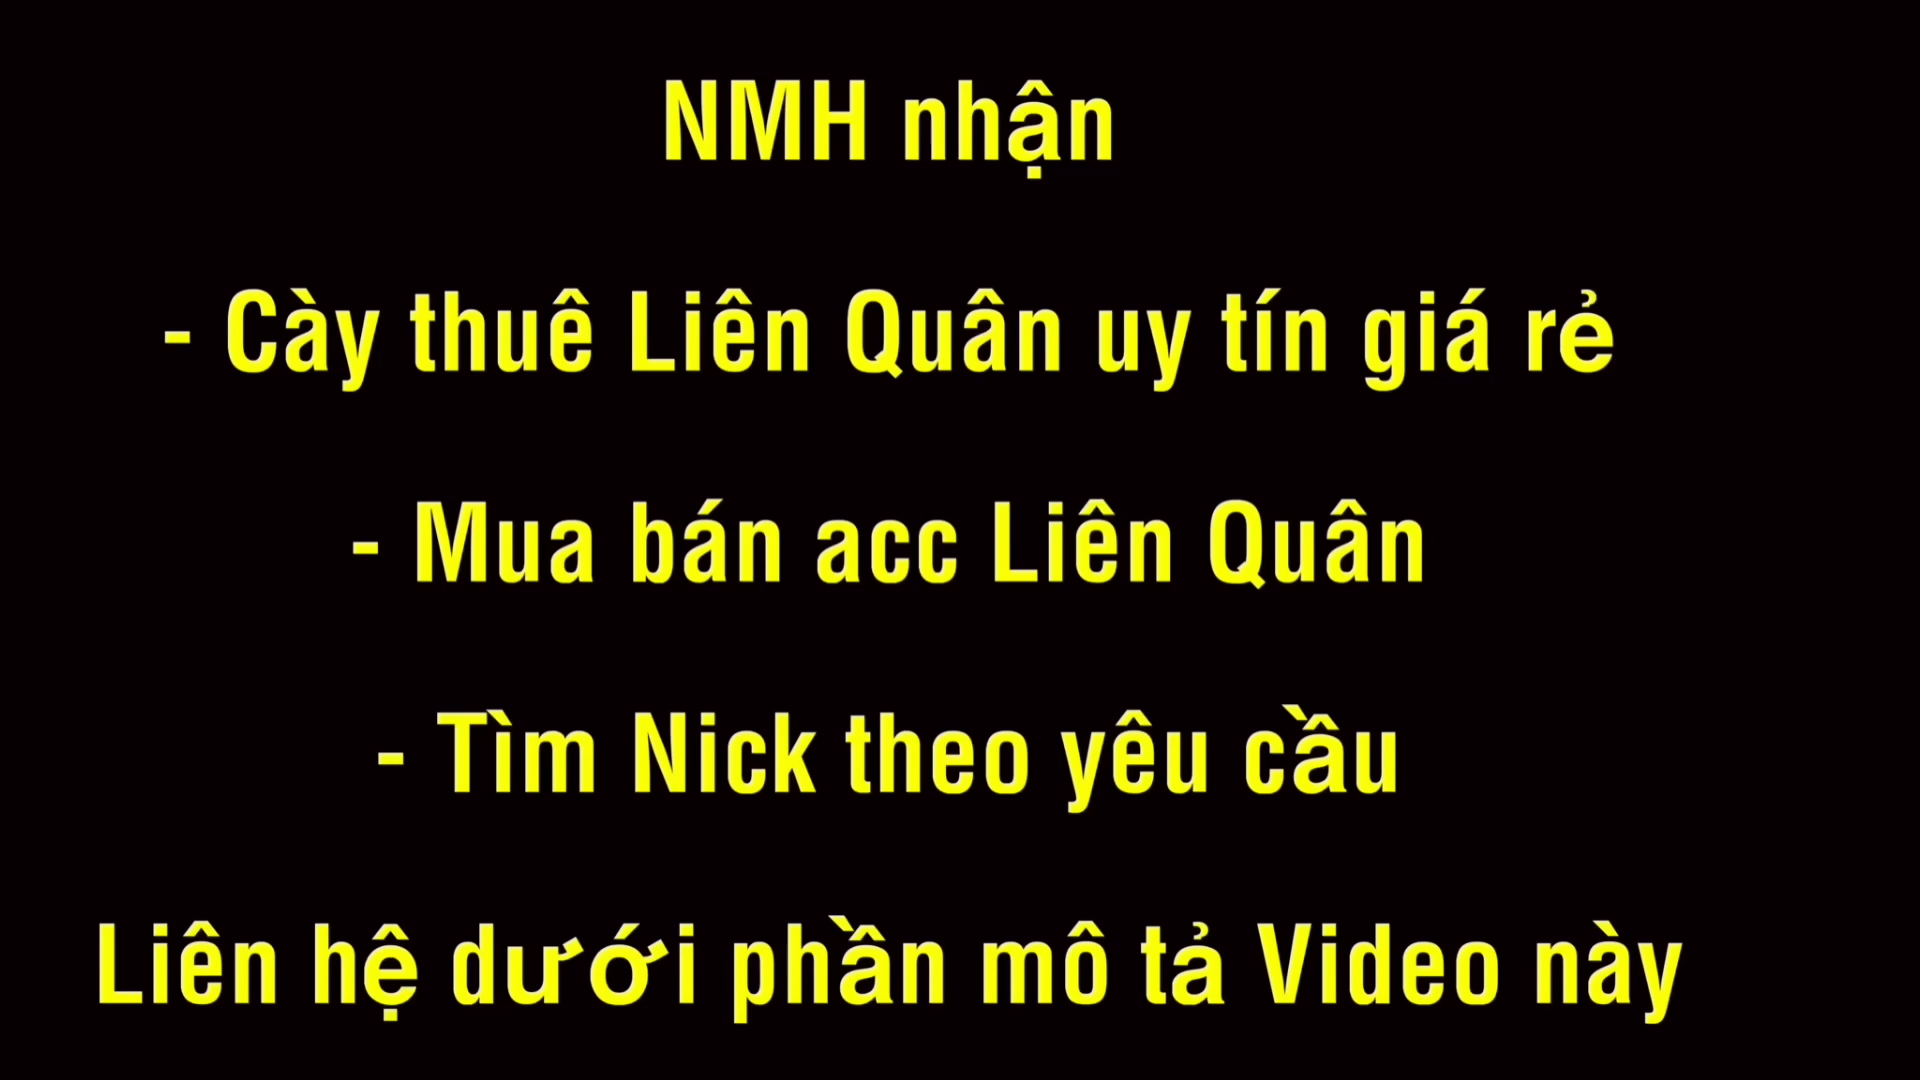 NMH nhận
- Cày thuê Liên Quân uy tín giá rẻ
- Mua bán acc Liên Quân
- Tìm Nick theo yêu cầu
Liên hệ dưới phần mô tả Video này